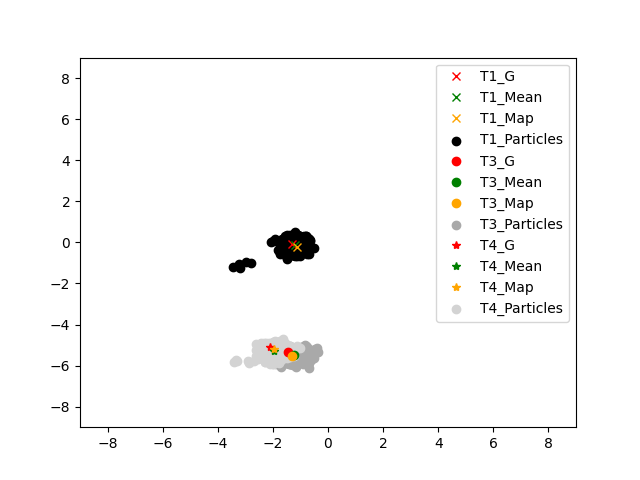 8
6
4
2
0
−2
−4
−6
−8
−8 −6 −4 −2 0 2 4 6 8
T1_G
T1_Mean
T1_Map
T1_Particles
T3_G
T3_Mean
T3_Map
T3_Particles
T4_G
T4_Mean
T4_Map
T4_Particles